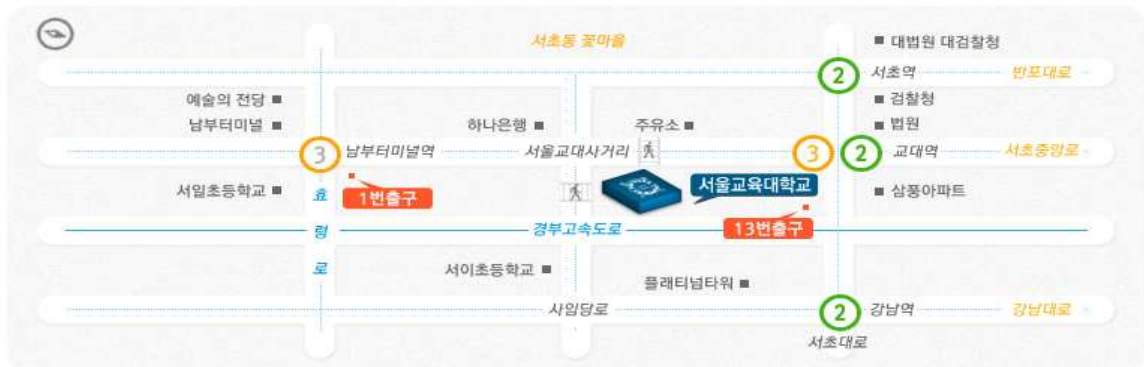 서초동 꽃마을
■ 대법원 대검찰청
2 서초역 반포대로
예술의 전당 ■
■ 검찰청
남부터미널 ■ 하나은행 ■ 주유소 ■ ■ 법원
3 남부터미널역 서울교대사거리 3 2 교대역 서초중앙로
서일초등학교 ■ 효 1번출구 서울교육대학교 ■ 삼풍아파트
13번출구
령 경부고속도로
로 서이초등학교 ■
플래티넘타워 ■
사임당로 2 강남역 강남대로
서초대로